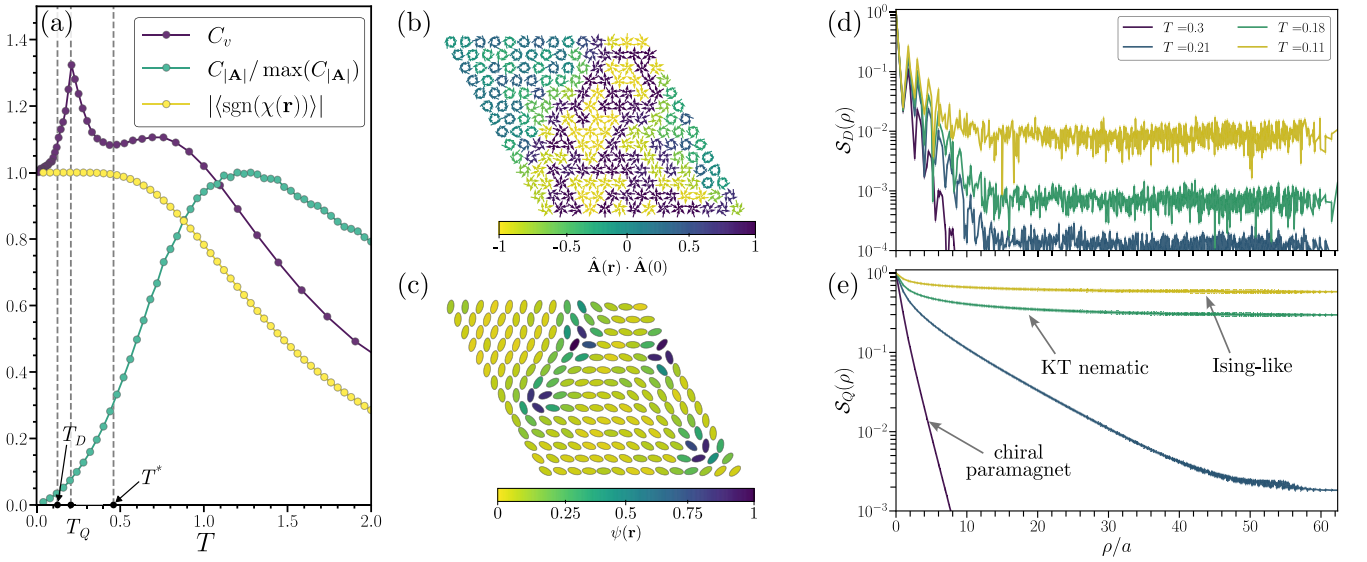 (a)
1.4
1.2
1.0
0.8
0.6
0.4
0.2
0.0
C_v
C_{|A|} / max(C_{|A|})
|⟨sgn(χ(r))⟩|
T_D
T*
0.0 0.5 1.0 1.5 2.0
T_Q
T
(b)
-1 -0.5 0 0.5 1
Â(r) · Â(0)
(c)
0 0.25 0.5 0.75 1
ψ(r)
(d)
T =0.3 T =0.18
T =0.21 T =0.11
10^0
10^{-1}
10^{-2}
10^{-3}
10^{-4}
S_D(ρ)
(e)
10^0
10^{-1}
10^{-2}
10^{-3}
S_Q(ρ)
KT nematic
Ising-like
chiral
paramagnet
0 10 20 30 40 50 60
ρ/a